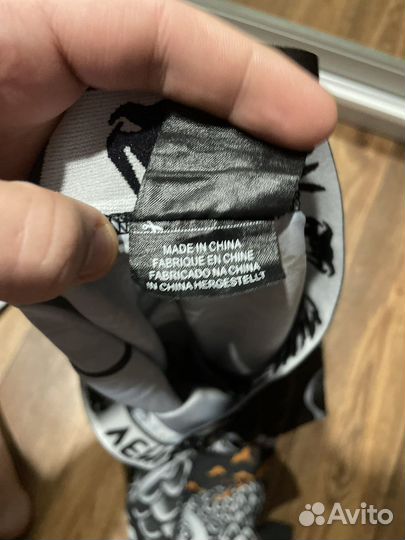 MADE IN CHINA
FABRIQUE EN CHINE
FABRICADO NA CHINA
IN CHINA HERGESTELLT
Avito